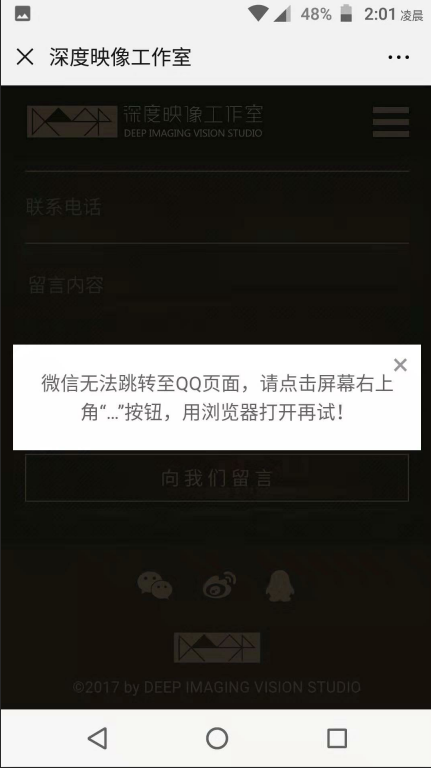 48% 2:01 凌晨
深度映像工作室
深度映像工作室
DEEP IMAGING VISION STUDIO
联系电话
留言内容
微信无法跳转至QQ页面，请点击屏幕右上
角“...”按钮，用浏览器打开再试！
向我们留言
©2017 by DEEP IMAGING VISION STUDIO